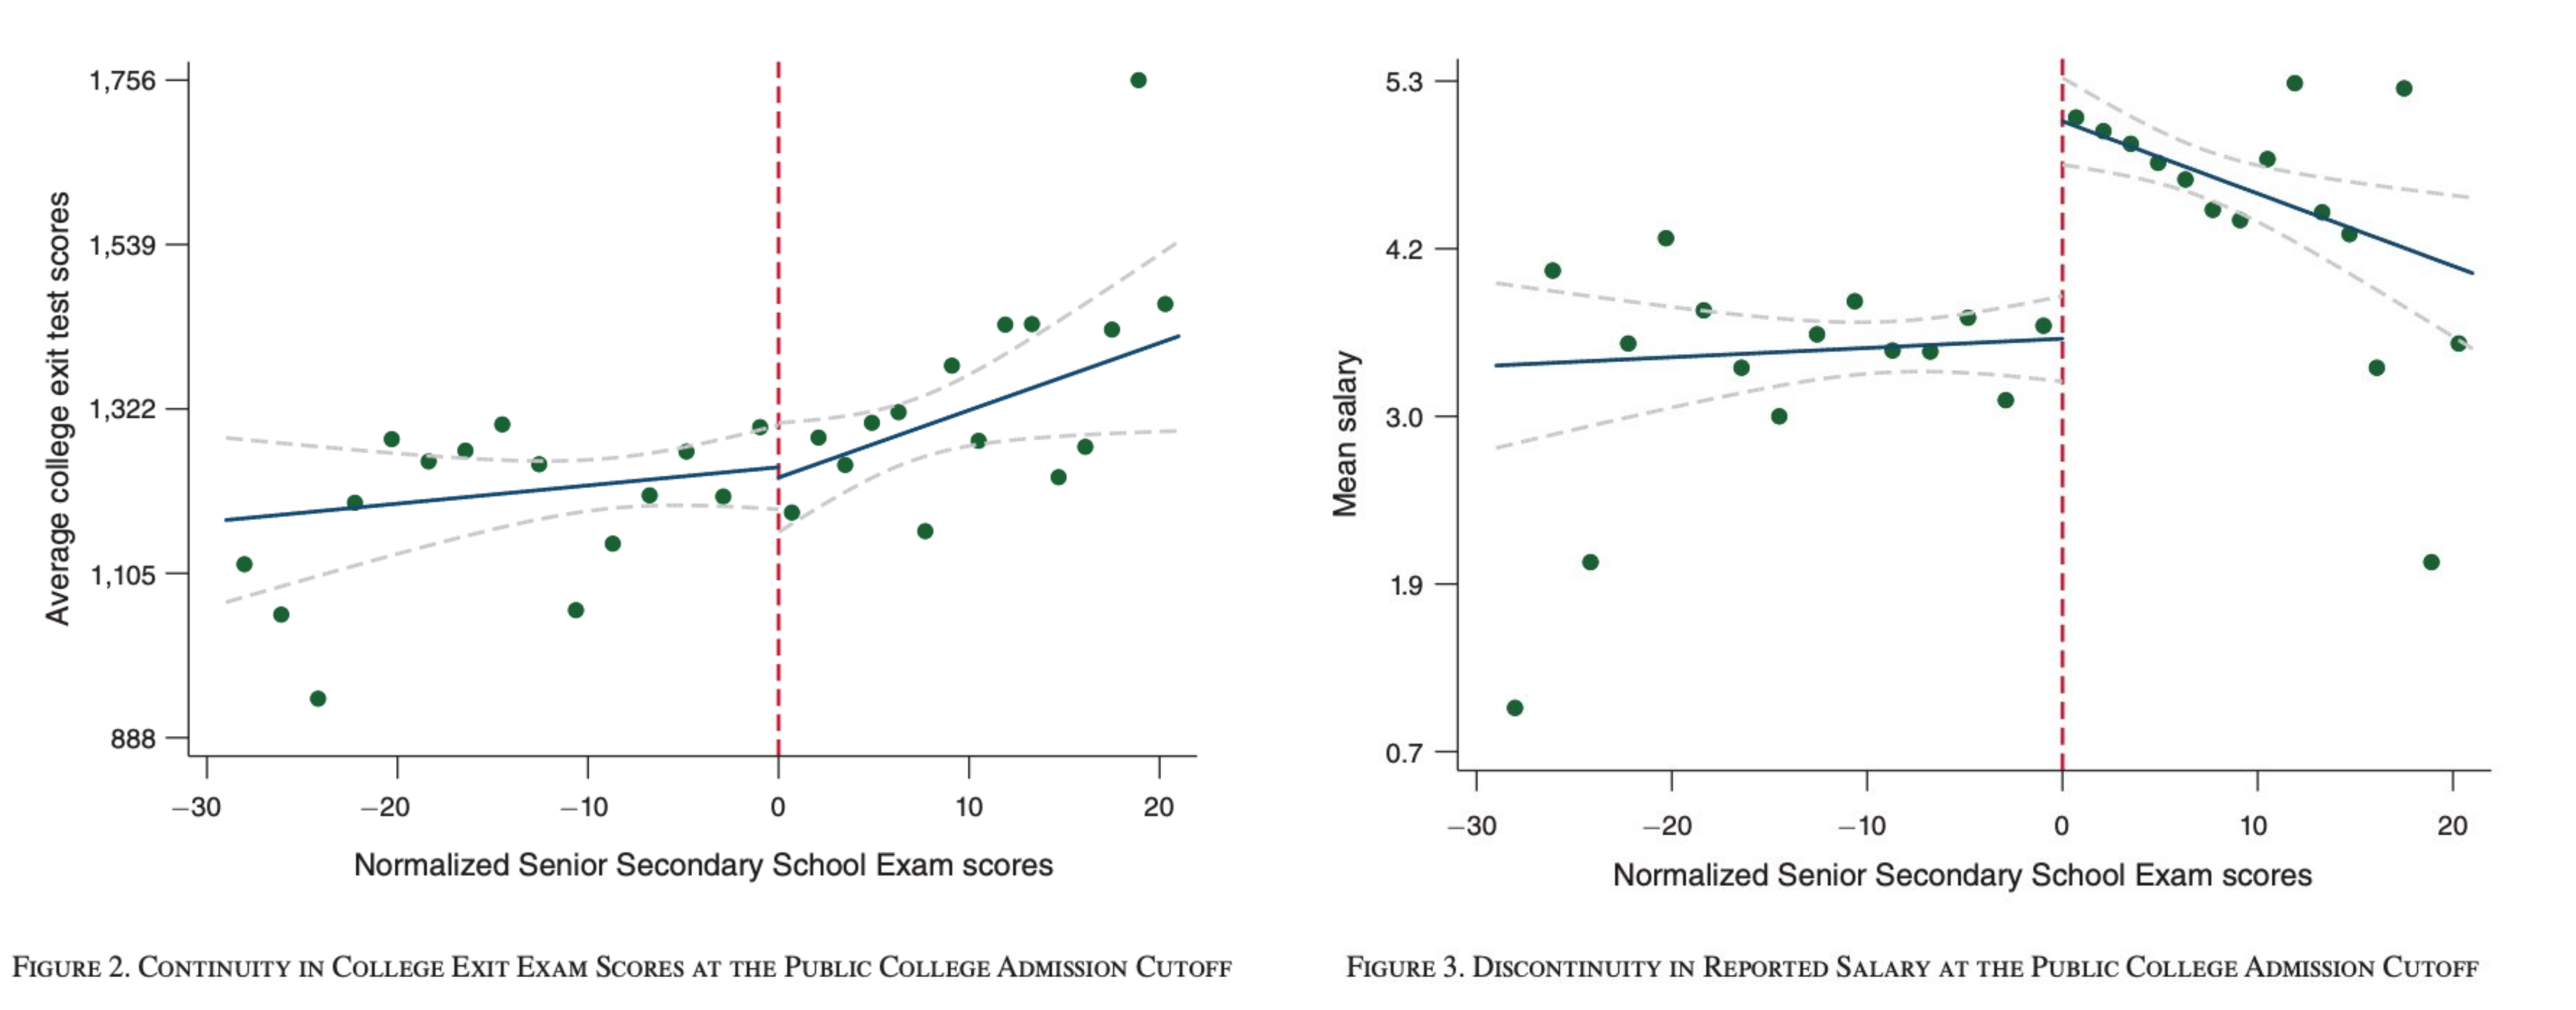 Average college exit test scores
1,756
1,539
1,322
1,105
888
−30 −20 −10 0 10 20
Normalized Senior Secondary School Exam scores
FIGURE 2. CONTINUITY IN COLLEGE EXIT EXAM SCORES AT THE PUBLIC COLLEGE ADMISSION CUTOFF
Mean salary
5.3
4.2
3.0
1.9
0.7
−30 −20 −10 0 10 20
Normalized Senior Secondary School Exam scores
FIGURE 3. DISCONTINUITY IN REPORTED SALARY AT THE PUBLIC COLLEGE ADMISSION CUTOFF